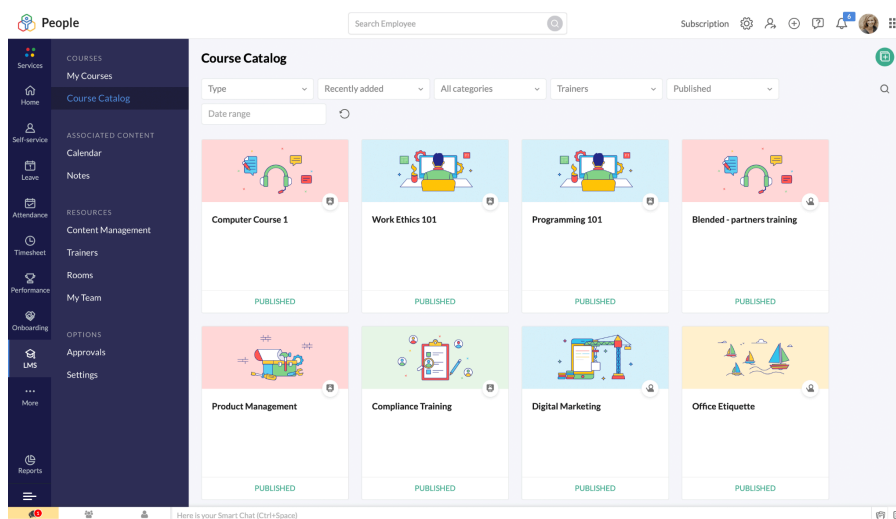 People
Search Employee
Subscription
6
Services
Home
Self-service
Leave
Attendance
Timesheet
Performance
Onboarding
LMS
More
Reports
COURSES
My Courses
Course Catalog
ASSOCIATED CONTENT
Calendar
Notes
RESOURCES
Content Management
Trainers
Rooms
My Team
OPTIONS
Approvals
Settings
Course Catalog
Type
Recently added
All categories
Trainers
Published
Date range
Computer Course 1
PUBLISHED
Work Ethics 101
PUBLISHED
Programming 101
PUBLISHED
Blended - partners training
PUBLISHED
Product Management
PUBLISHED
Compliance Training
PUBLISHED
Digital Marketing
PUBLISHED
Office Etiquette
PUBLISHED
Here is your Smart Chat (Ctrl+Space)